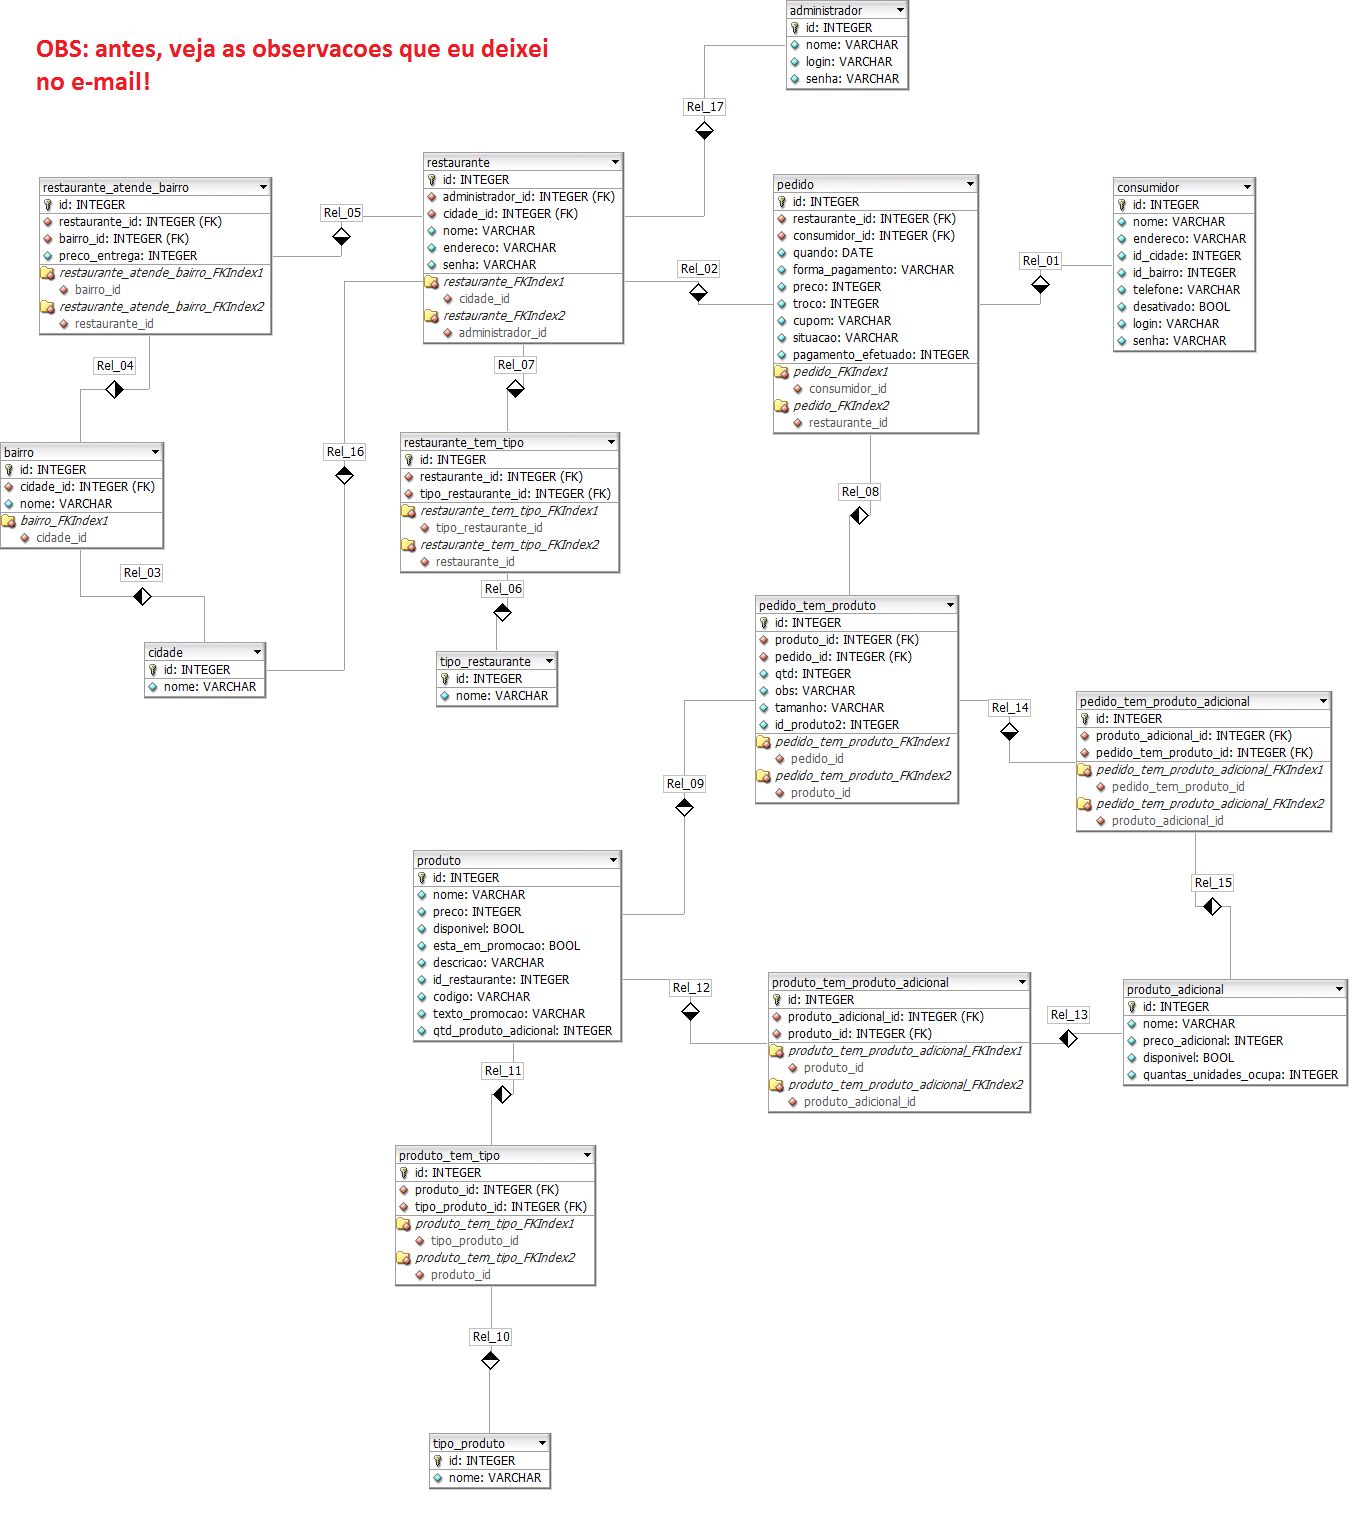 OBS: antes, veja as observacoes que eu deixei
no e-mail!
administrador
id: INTEGER
nome: VARCHAR
login: VARCHAR
senha: VARCHAR
Rel_17
restaurante_atende_bairro
id: INTEGER
restaurante_id: INTEGER (FK)
bairro_id: INTEGER (FK)
preco_entrega: INTEGER
restaurante_atende_bairro_FKIndex1
bairro_id
restaurante_atende_bairro_FKIndex2
restaurante_id
Rel_05
restaurante
id: INTEGER
administrador_id: INTEGER (FK)
cidade_id: INTEGER (FK)
nome: VARCHAR
endereco: VARCHAR
senha: VARCHAR
restaurante_FKIndex1
cidade_id
restaurante_FKIndex2
administrador_id
Rel_02
pedido
id: INTEGER
restaurante_id: INTEGER (FK)
consumidor_id: INTEGER (FK)
quando: DATE
forma_pagamento: VARCHAR
preco: INTEGER
troco: INTEGER
cupom: VARCHAR
situacao: VARCHAR
pagamento_efetuado: INTEGER
pedido_FKIndex1
consumidor_id
pedido_FKIndex2
restaurante_id
Rel_01
consumidor
id: INTEGER
nome: VARCHAR
endereco: VARCHAR
id_cidade: INTEGER
id_bairro: INTEGER
telefone: VARCHAR
desativado: BOOL
login: VARCHAR
senha: VARCHAR
Rel_04
Rel_07
Rel_16
bairro
id: INTEGER
cidade_id: INTEGER (FK)
nome: VARCHAR
bairro_FKIndex1
cidade_id
restaurante_tem_tipo
id: INTEGER
restaurante_id: INTEGER (FK)
tipo_restaurante_id: INTEGER (FK)
restaurante_tem_tipo_FKIndex1
tipo_restaurante_id
restaurante_tem_tipo_FKIndex2
restaurante_id
Rel_08
Rel_03
Rel_06
cidade
id: INTEGER
nome: VARCHAR
tipo_restaurante
id: INTEGER
nome: VARCHAR
pedido_tem_produto
id: INTEGER
produto_id: INTEGER (FK)
pedido_id: INTEGER (FK)
qtd: INTEGER
obs: VARCHAR
tamanho: VARCHAR
id_produto2: INTEGER
pedido_tem_produto_FKIndex1
pedido_id
pedido_tem_produto_FKIndex2
produto_id
Rel_14
pedido_tem_produto_adicional
id: INTEGER
produto_adicional_id: INTEGER (FK)
pedido_tem_produto_id: INTEGER (FK)
pedido_tem_produto_adicional_FKIndex1
pedido_tem_produto_id
pedido_tem_produto_adicional_FKIndex2
produto_adicional_id
Rel_09
Rel_15
produto
id: INTEGER
nome: VARCHAR
preco: INTEGER
disponivel: BOOL
esta_em_promocao: BOOL
descricao: VARCHAR
id_restaurante: INTEGER
codigo: VARCHAR
texto_promocao: VARCHAR
qtd_produto_adicional: INTEGER
Rel_12
produto_tem_produto_adicional
id: INTEGER
produto_adicional_id: INTEGER (FK)
produto_id: INTEGER (FK)
produto_tem_produto_adicional_FKIndex1
produto_id
produto_tem_produto_adicional_FKIndex2
produto_adicional_id
Rel_13
produto_adicional
id: INTEGER
nome: VARCHAR
preco_adicional: INTEGER
disponivel: BOOL
quantas_unidades_ocupa: INTEGER
Rel_11
produto_tem_tipo
id: INTEGER
produto_id: INTEGER (FK)
tipo_produto_id: INTEGER (FK)
produto_tem_tipo_FKIndex1
tipo_produto_id
produto_tem_tipo_FKIndex2
produto_id
Rel_10
tipo_produto
id: INTEGER
nome: VARCHAR